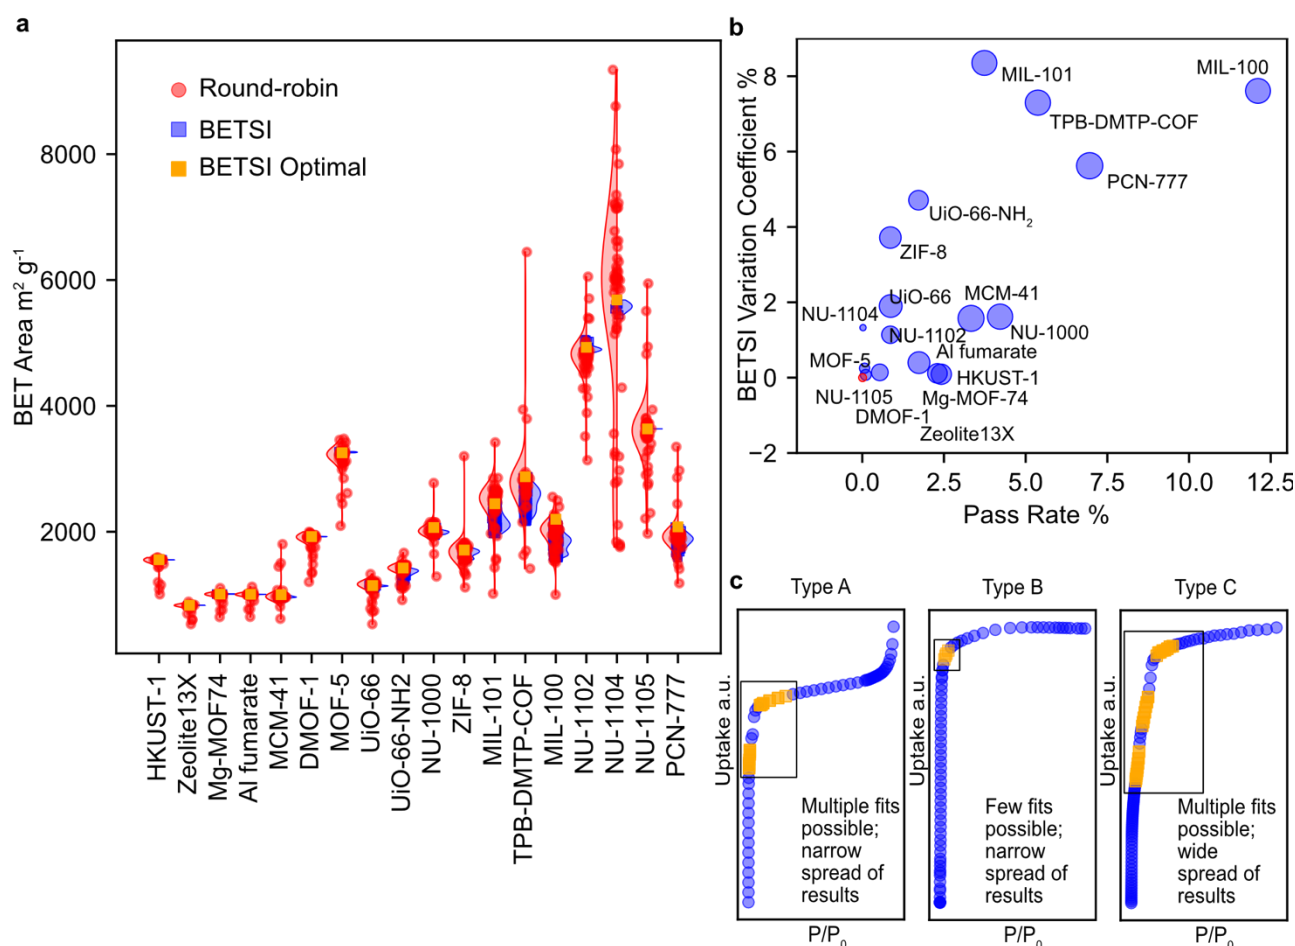 a
Round-robin
BETSI
BETSI Optimal
BET Area m² g⁻¹
8000
6000
4000
2000
HKUST-1
Zeolite13X
Mg-MOF74
Al fumarate
MCM-41
DMOF-1
MOF-5
UiO-66
UiO-66-NH2
NU-1000
ZIF-8
MIL-101
TPB-DMTP-COF
MIL-100
NU-1102
NU-1104
NU-1105
PCN-777
b
BETSI Variation Coefficient %
8
6
4
2
0
−2
MIL-101
MIL-100
TPB-DMTP-COF
PCN-777
UiO-66-NH₂
ZIF-8
UiO-66
MCM-41
NU-1104
NU-1102
NU-1000
MOF-5
Al fumarate
NU-1105
HKUST-1
DMOF-1
Mg-MOF-74
Zeolite13X
0.0
2.5
5.0
7.5
10.0
12.5
Pass Rate %
c
Type A
Type B
Type C
Uptake a.u.
Multiple fits
possible;
narrow
spread of
results
P/P₀
Uptake a.u.
Few fits
possible;
narrow
spread of
results
P/P₀
Uptake a.u.
Multiple fits
possible;
wide
spread of
results
P/P₀